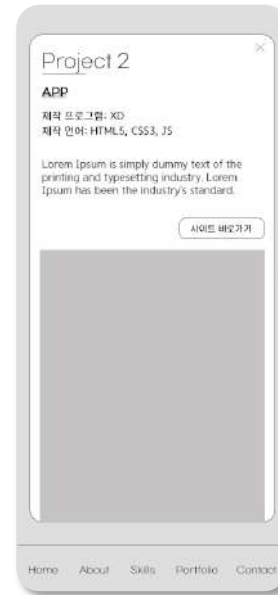 Project 2
APP
제작 프로그램: XD
제작 언어: HTML5, CSS3, JS
Lorem Ipsum is simply dummy text of the
printing and typesetting industry. Lorem
Ipsum has been the industry's standard.
사이트 바로가기
Home About Skills Portfolio Contact